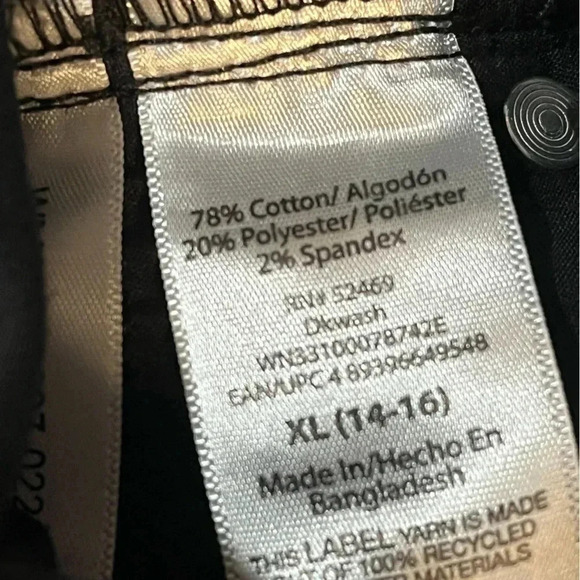 78% Cotton/ Algodón
20% Polyester/ Poliéster
2% Spandex
RN# 52469
Dkwash
WN33100078742E
EAN/UPC 4 89396649548
XL (14-16)
Made In/Hecho En
Bangladesh
THIS LABEL YARN IS MADE
OUT OF 100% RECYCLED
MATERIALS